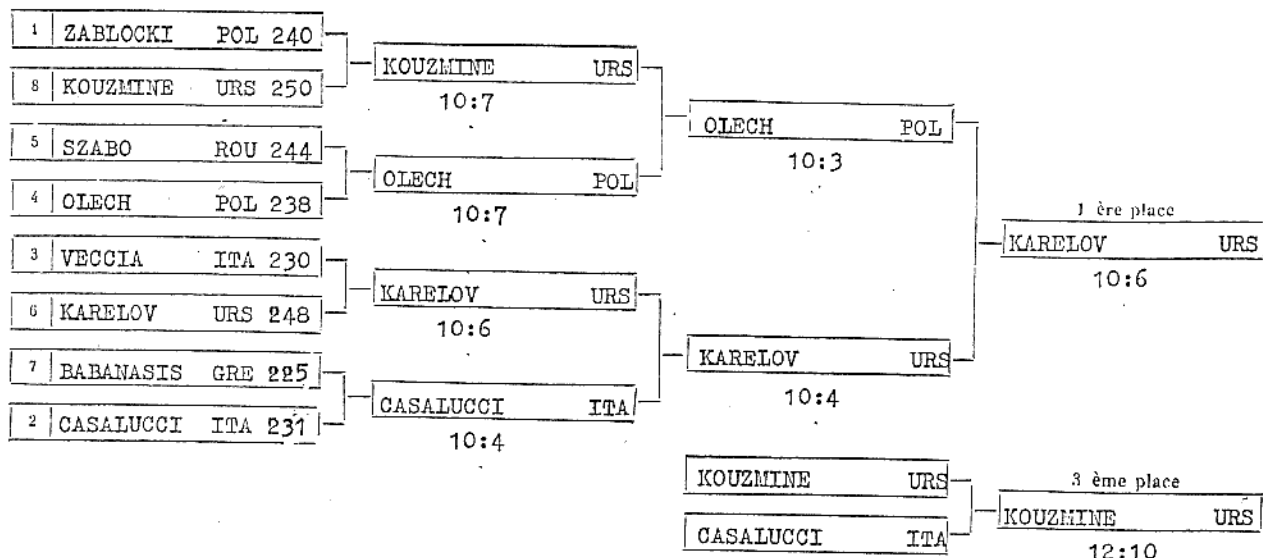 1 ZABLOCKI POL 240
8 KOUZMINE URS 250
5 SZABO ROU 244
4 OLECH POL 238
3 VECCIA ITA 230
6 KARELOV URS 248
7 BABANASIS GRE 225
2 CASALUCCI ITA 231
KOUZMINE URS
10:7
OLECH POL
10:7
KARELOV URS
10:6
CASALUCCI ITA
10:4
OLECH POL
10:3
KARELOV URS
10:4
1 ère place
KARELOV URS
10:6
KOUZMINE URS
CASALUCCI ITA
3 ème place
KOUZMINE URS
12:10